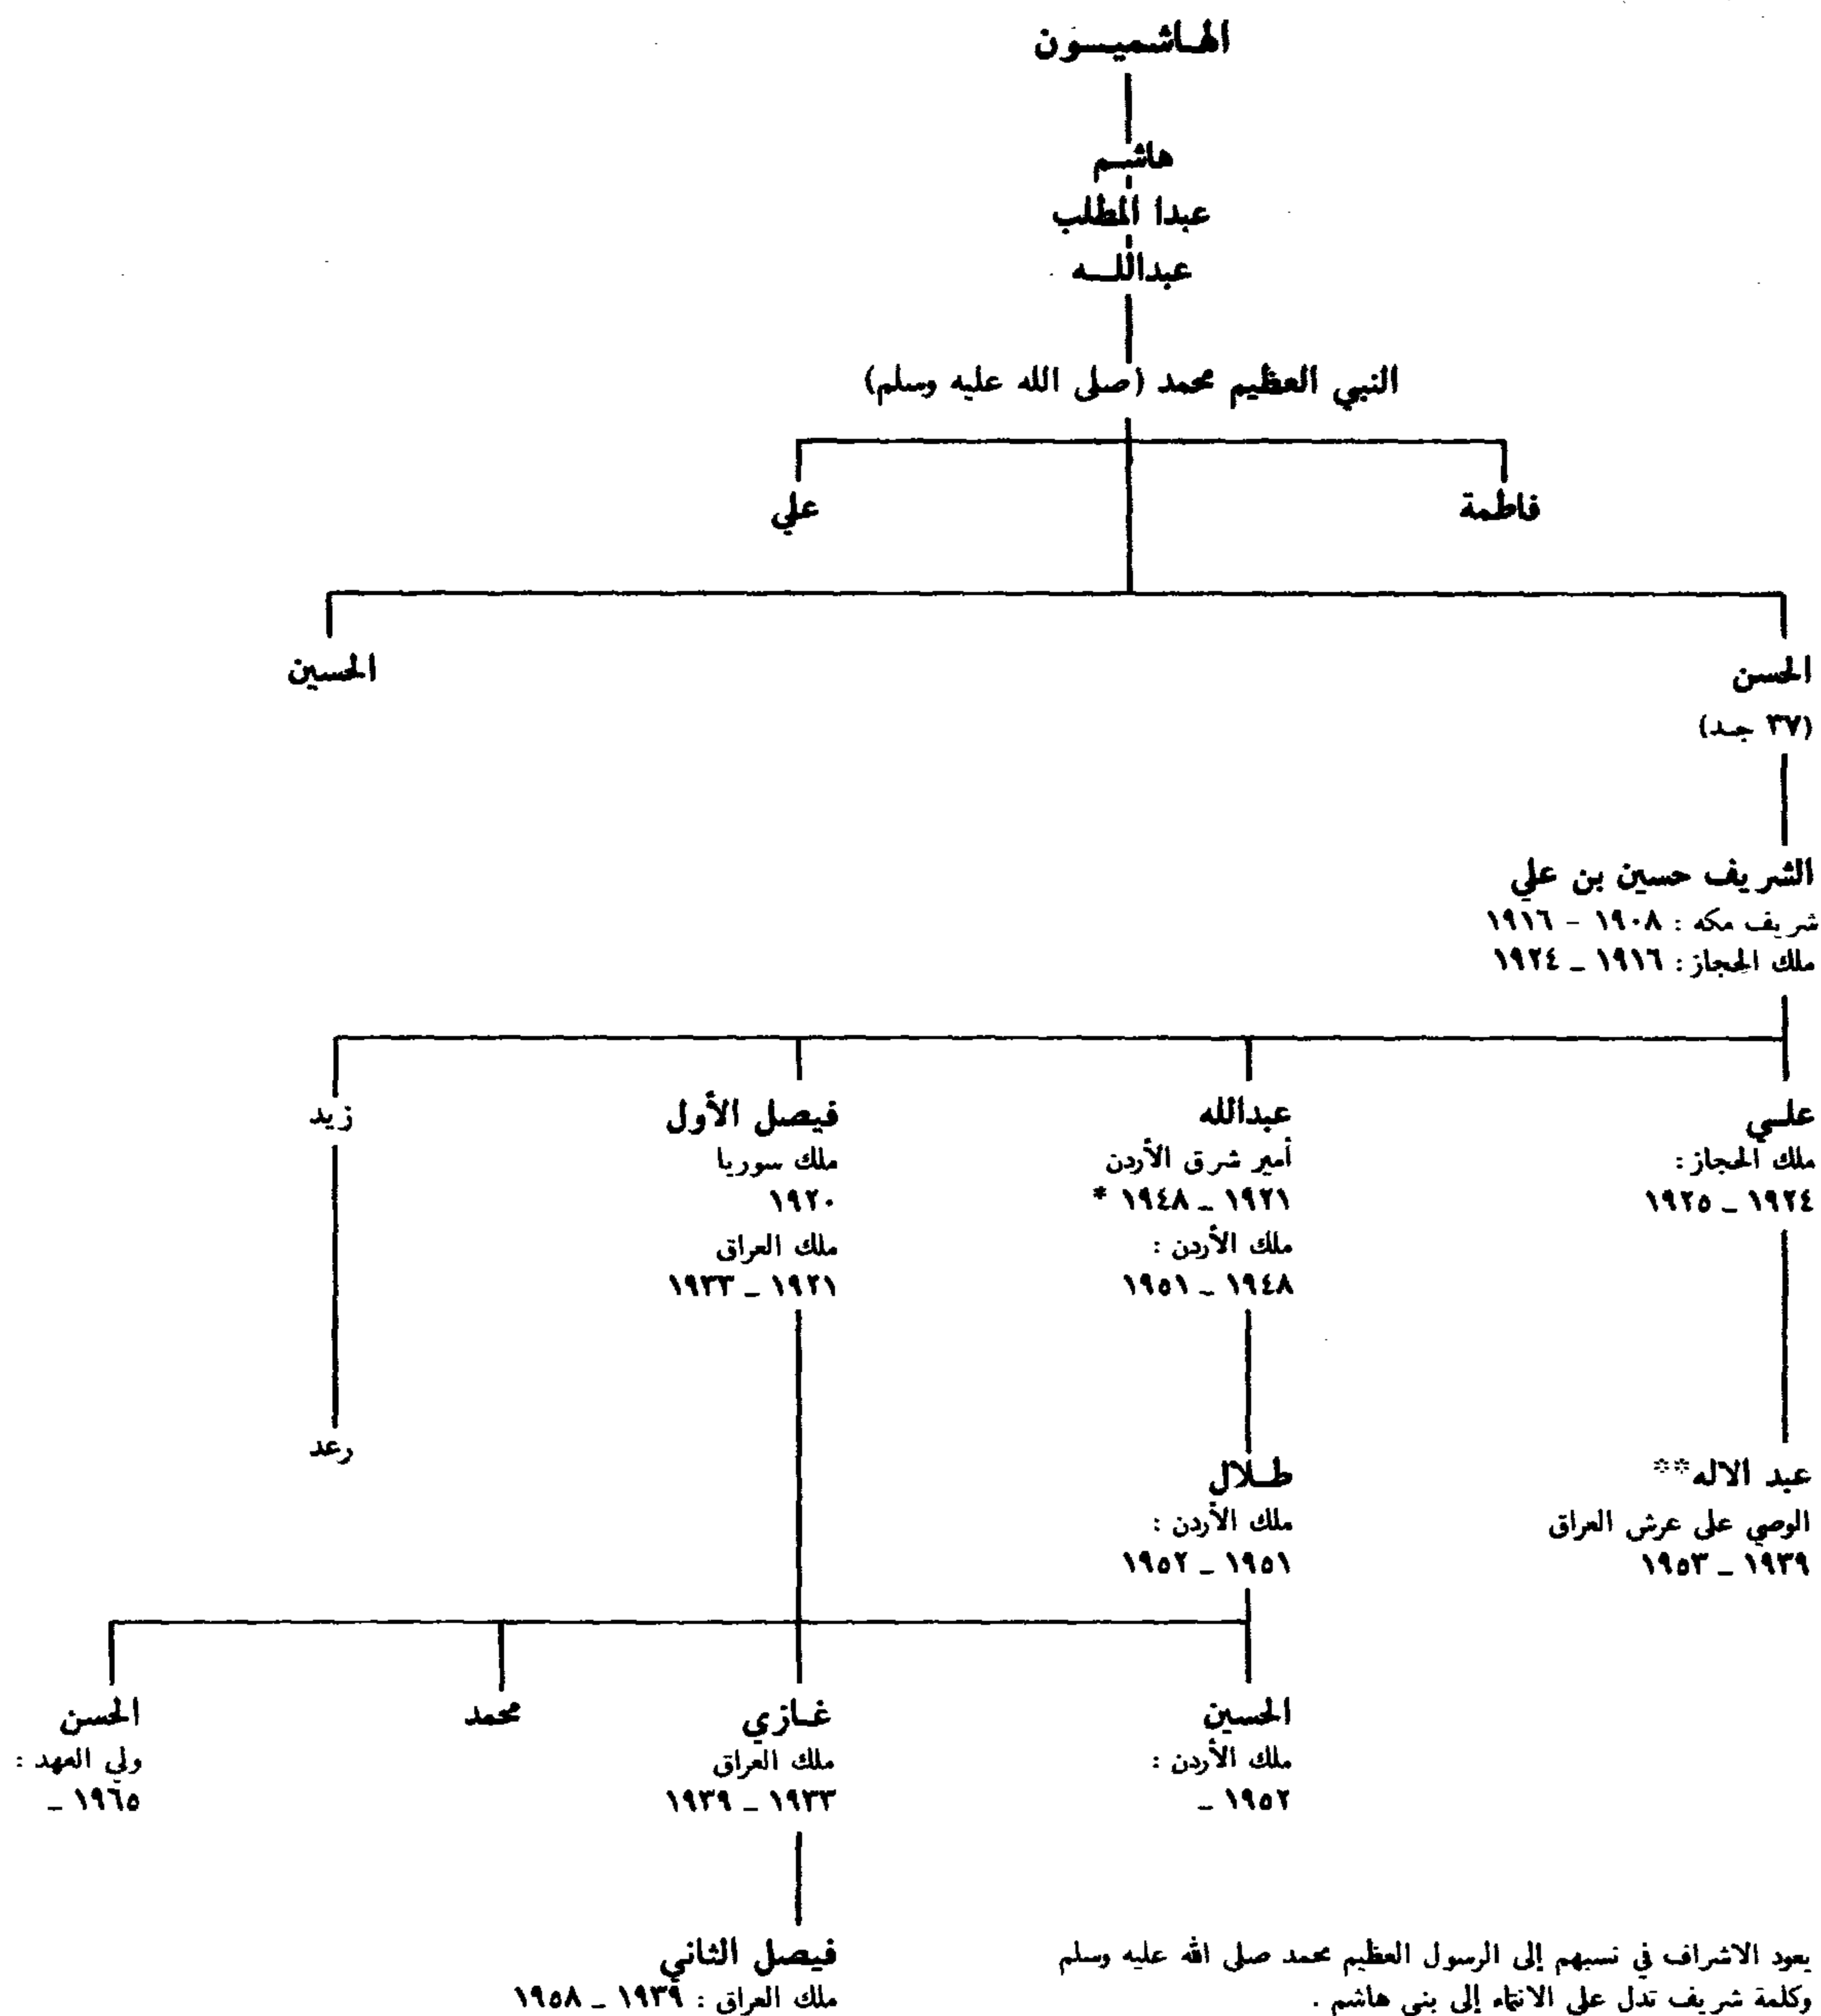 الهاشميون
هاشم
عبدا المطلب
عبدالله
النبي العظيم محمد (صلى الله عليه وسلم)
فاطمة
علي
الحسن
(٣٧ جد)
الحسين
الشريف حسين بن علي
شريف مكه : ١٩٠٨ - ١٩١٦
ملك الحجاز : ١٩١٦ - ١٩٢٤
علي
ملك الحجاز :
١٩٢٤ - ١٩٢٥
عبدالله
أمير شرق الأردن
١٩٢١ - ١٩٤٨ *
ملك الأردن :
١٩٤٨ - ١٩٥١
فيصل الأول
ملك سوريا
١٩٢٠
ملك العراق
١٩٢١ - ١٩٣٣
زيد
عبد الاله**
الوصي على عرش العراق
١٩٣٩ - ١٩٥٣
طلال
ملك الأردن :
١٩٥١ - ١٩٥٢
رعد
الحسين
ملك الأردن :
١٩٥٢ -
غازي
ملك العراق
١٩٣٣ - ١٩٣٩
محمد
الحسن
ولي العهد :
١٩٦٥ -
فيصل الثاني
ملك العراق : ١٩٣٩ - ١٩٥٨
يعود الاشراف في نسبهم إلى الرسول العظيم محمد صلى الله عليه وسلم
وكلمة شريف تدل على الانتماء إلى بني هاشم .